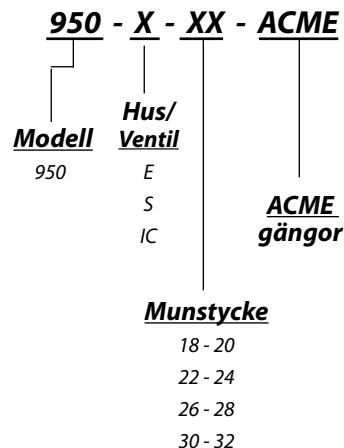 950 - X - XX - ACME
Modell
950
Hus/
Ventil
E
S
IC
ACME
gängor
Munstycke
18 - 20
22 - 24
26 - 28
30 - 32